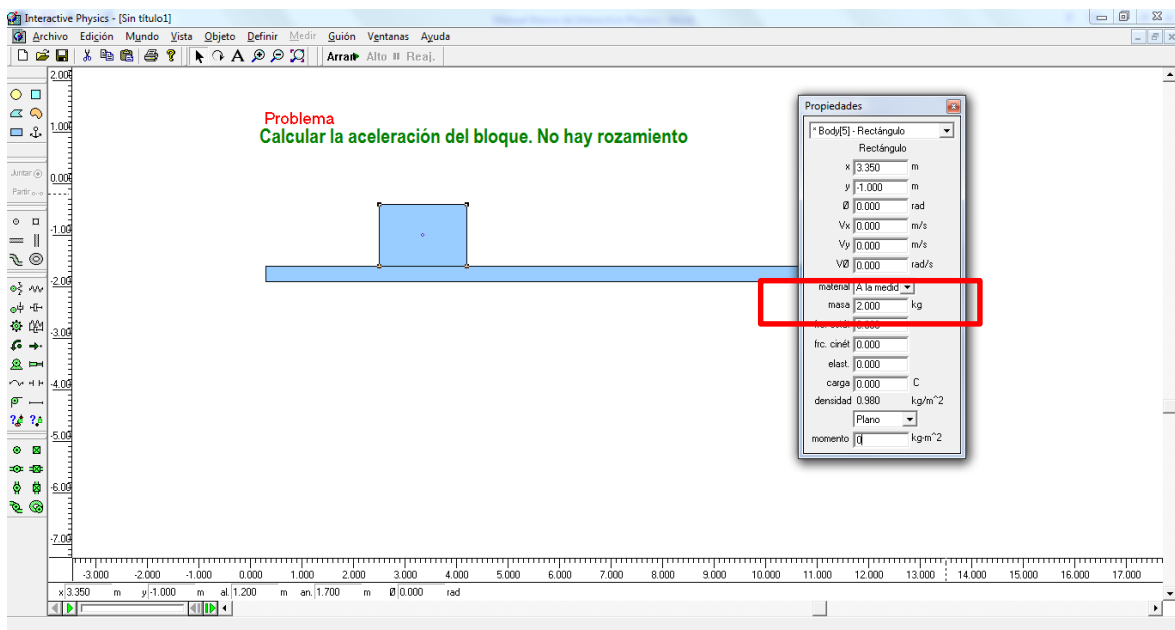 Interactive Physics - [Sin título1]
Archivo Edición Mundo Vista Objeto Definir Medir Guión Ventanas Ayuda
Arran Alto II Reaj.
Problema
Calcular la aceleración del bloque. No hay rozamiento
Juntar
Partir
2.00
1.00
0.00
-1.00
-2.00
-3.00
-4.00
-5.00
-6.00
-7.00
Propiedades
* Body[5] - Rectángulo
Rectángulo
x 3.350 m
y -1.000 m
Ø 0.000 rad
Vx 0.000 m/s
Vy 0.000 m/s
VØ 0.000 rad/s
material A la medid
masa 2.000 kg
frc. cinét 0.000
elast. 0.000
carga 0.000 C
densidad 0.980 kg/m^2
Plano
momento 0 kg-m^2
-3.000 -2.000 -1.000 0.000 1.000 2.000 3.000 4.000 5.000 6.000 7.000 8.000 9.000 10.000 11.000 12.000 13.000 14.000 15.000 16.000 17.000
x 3.350 m y -1.000 m al. 1.200 m an. 1.700 m Ø 0.000 rad